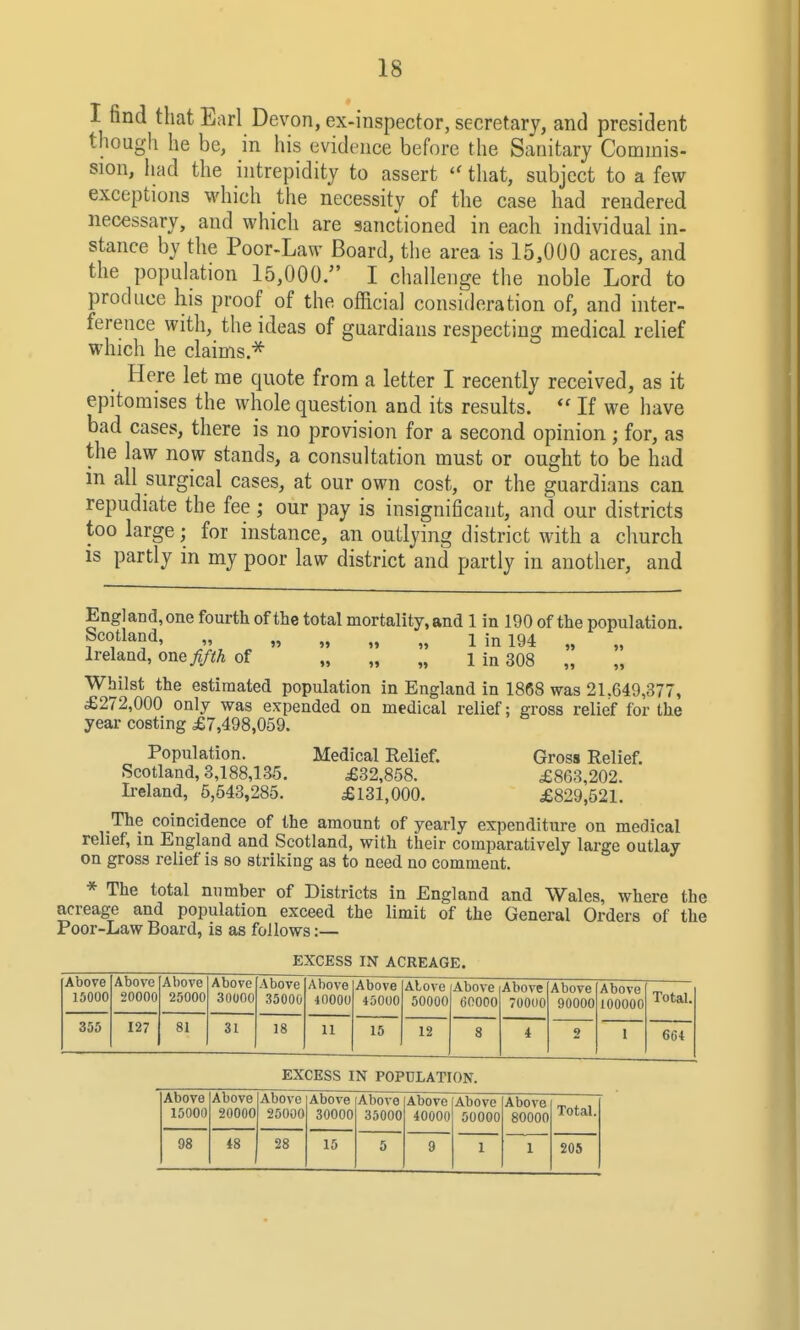 18
I find that Earl Devon, ex-inspector, secretary, and president
though he be, in his evidence before the Sanitary Commis-
sion, had the intrepidity to assert “ that, subject to a few
exceptions which the necessity of the case had rendered
necessary, and which are sanctioned in each individual in-
stance by the Poor-Law Board, the area is 15,000 acres, and
the population 15,000.” I challenge the noble Lord to
produce his proof of the official consideration of, and inter-
ference with, the ideas of guardians respecting medical relief
which he claims.*
Here let me quote from a letter I recently received, as it
epitomises the whole question and its results. “ If we have
bad cases, there is no provision for a second opinion ; for, as
the law now stands, a consultation must or ought to be had
in all surgical cases, at our own cost, or the guardians can
repudiate the fee ; our pay is insignificant, and our districts
too large ; for instance, an outlying district with a church
is partly in my poor law district and partly in another, and
England, one fourth of the total mortality, and 1 in 190 of the population.
Scotland, „ „ „ „ „ 1 in 194 „ „
Ireland, one fifth of „ „ „ 1 in 308 „ „
Whilst the estimated population in England in 1868 was 21,649,377,
£272,000 only was expended on medical relief; gross relief for the
year costing £7,498,059.
Population. Medical Relief. Gross Relief.
Scotland, 3,188,135. £32,858. £863,202.
Ireland, 5,543,285. £131,000. £829,521.
The coincidence of the amount of yearly expenditure on medical
relief, in England and Scotland, with their comparatively large outlay
on gross relief is so striking as to need no comment.
* The total number of Districts in England and Wales, where the
acreage and population exceed the limit of the General Orders of the
Poor-Law Board, is as follows :—
EXCESS IN ACREAGE.
Above 15000 Above 20000 Above 25000 Above 30000 Above 35000 Above 40000 Above 45000 Above 50000 Above 60000 Above 70000 Above 90000 Above 100000 Total.
355 127 81 31 18 11 15 12 8 4 2 1 664
EXCESS IN POPULATION.
Above 15000 Above 20000 Above 25000 Above 30000 Above 35000 Above 40000 Above 50000 Above 80000 Total.
98 48 28 15 5 9 1 1 205